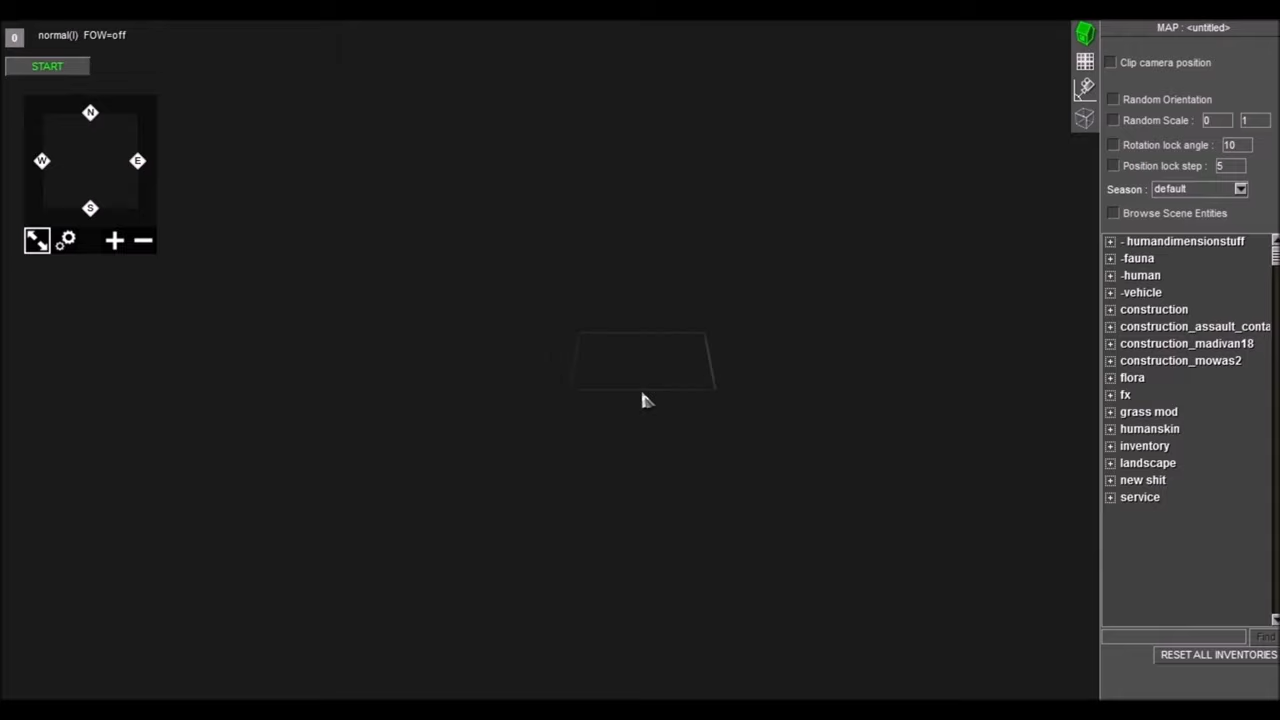 0 normal(I) FOW=off
START
N
W E
S
MAP : <untitled>
Clip camera position
Random Orientation
Random Scale : 0 1
Rotation lock angle : 10
Position lock step : 5
Season : default
Browse Scene Entities
- humandimensionstuff
-fauna
-human
-vehicle
construction
construction_assault_conta
construction_madivan18
construction_mowas2
flora
fx
grass mod
humanskin
inventory
landscape
new shit
service
Find
RESET ALL INVENTORIES